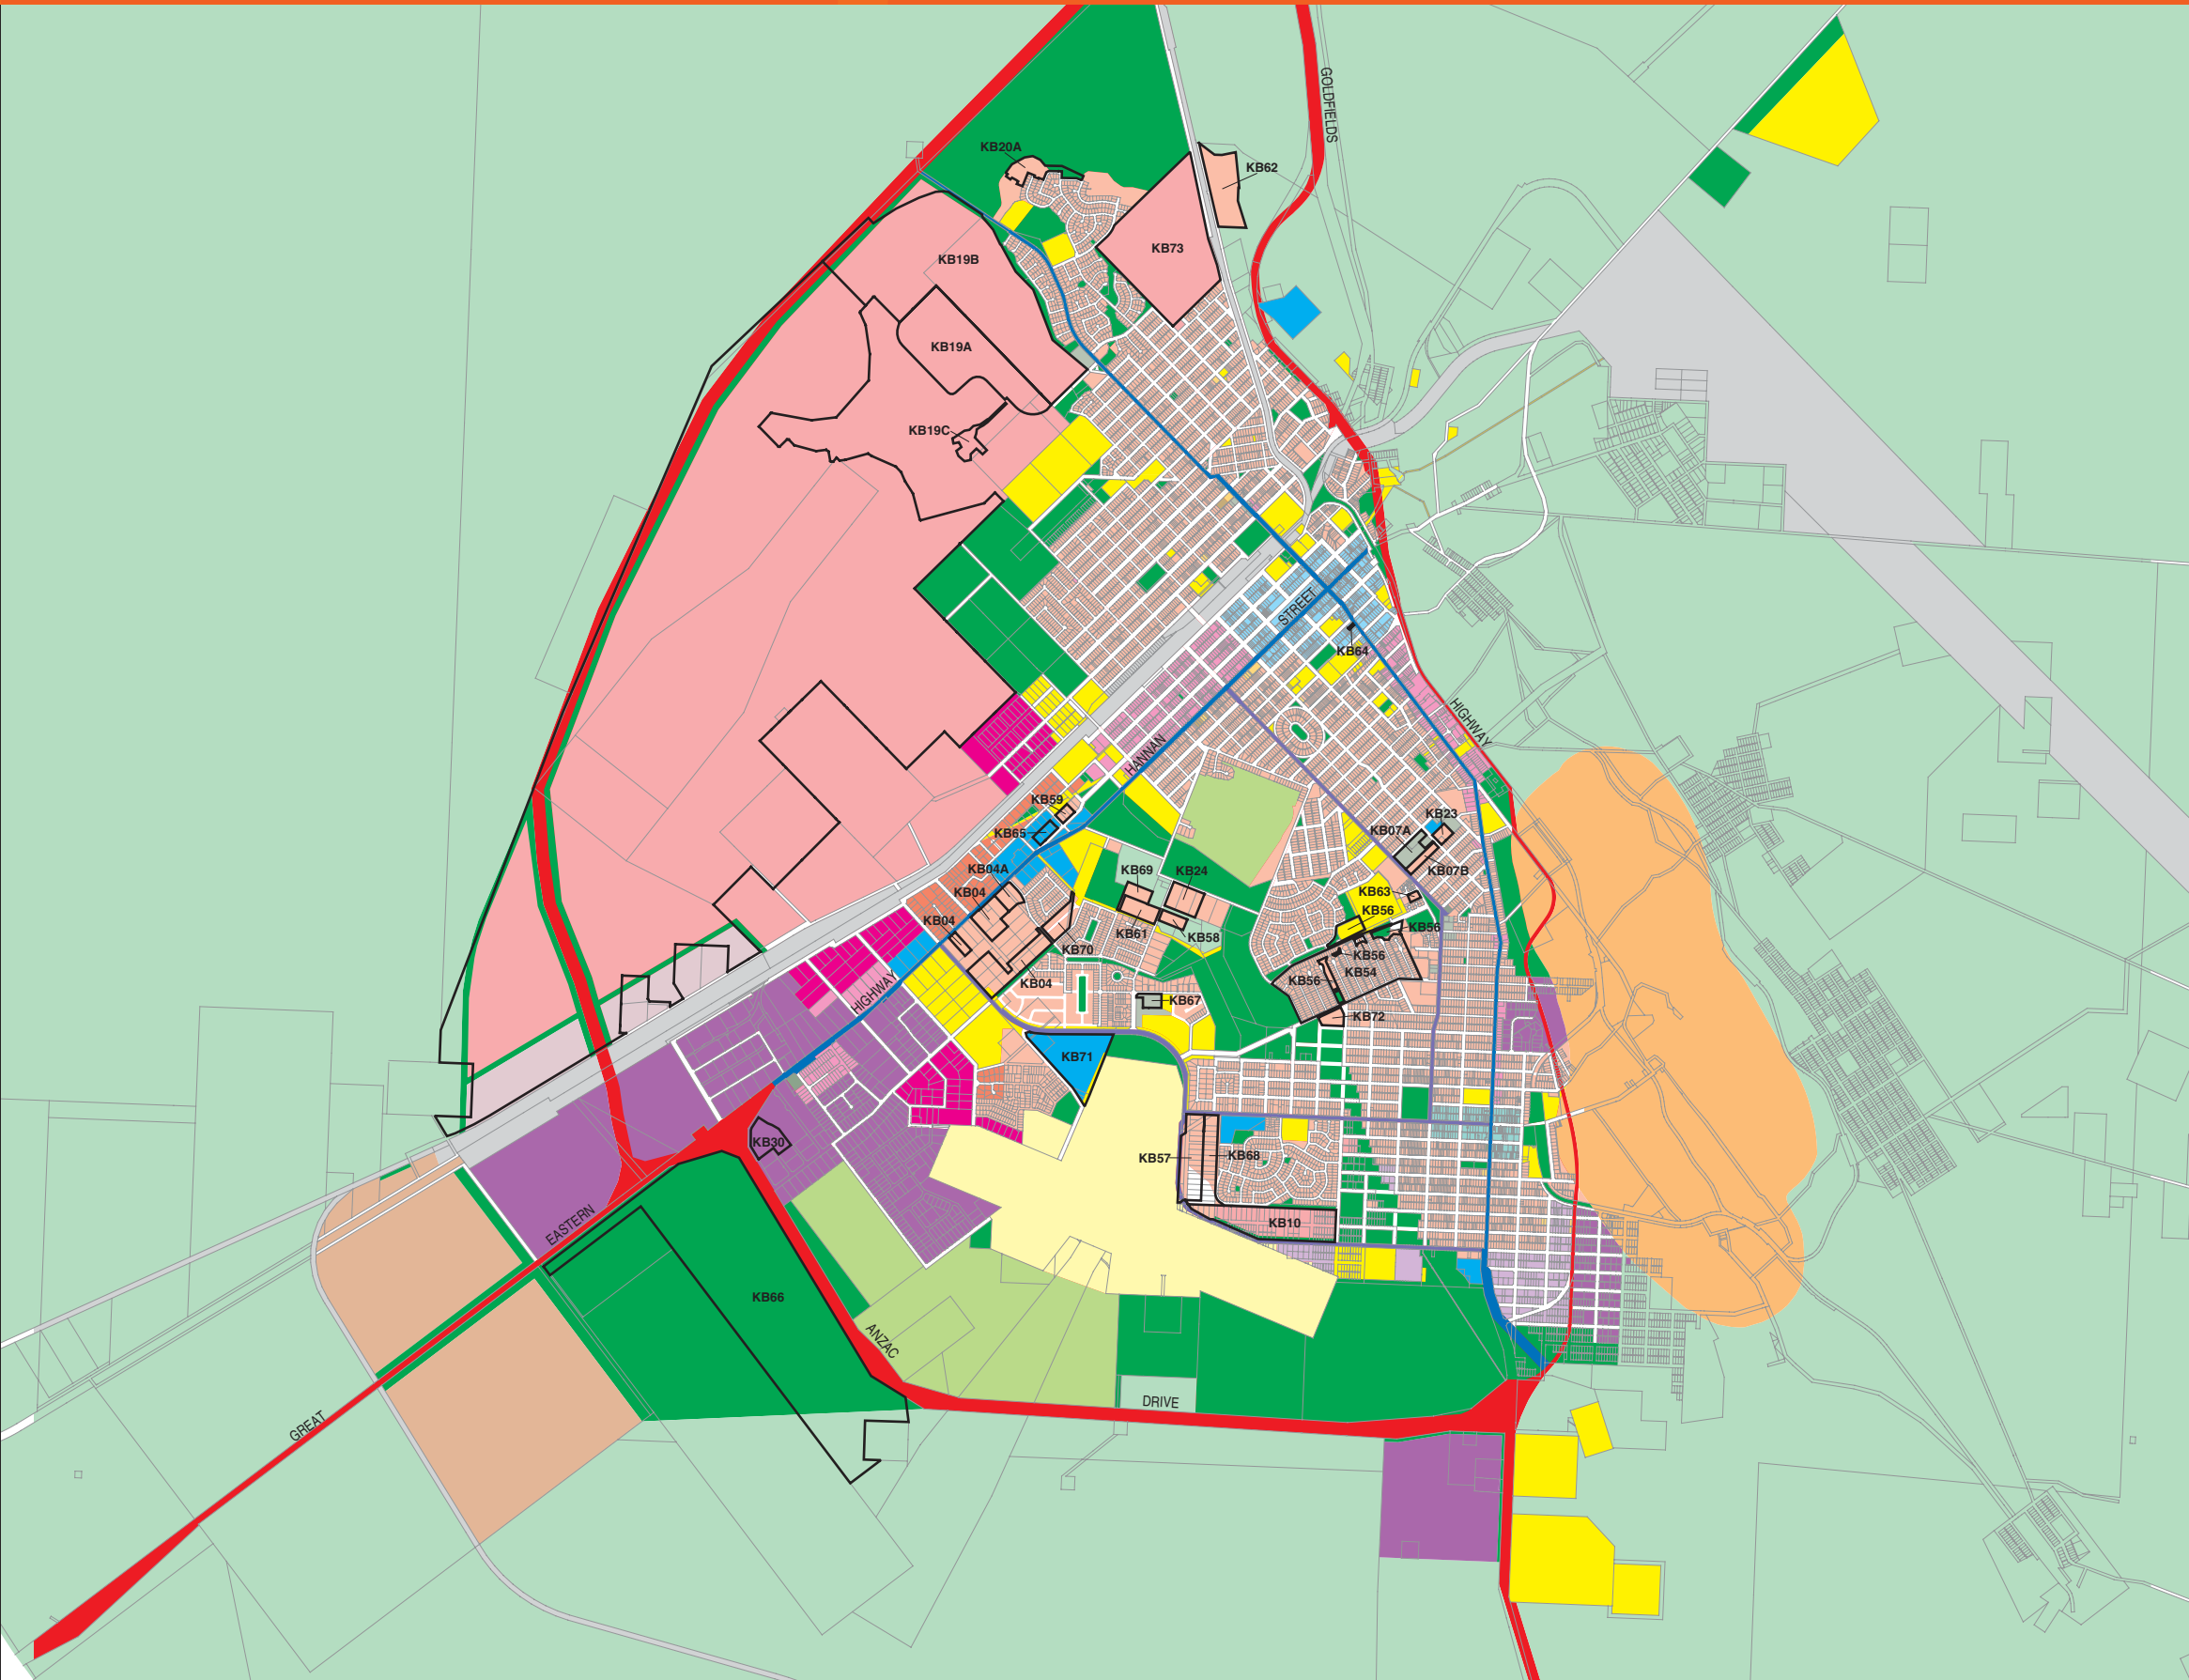 GOLDFIELDS
KB20A
KB62
KB73
KB19B
KB19A
KB19C
STREET
KB64
HIGHWAY
HANNAN
KB59
KB65
KB23
KB07A
KB04A
KB69
KB24
KB07B
KB04
KB63
KB56
KB04
KB56
KB61
KB58
KB70
KB56
KB54
KB56
KB04
HIGHWAY
KB67
KB72
KB71
KB30
KB57
KB68
EASTERN
KB10
KB66
ANZAC
DRIVE
GREAT